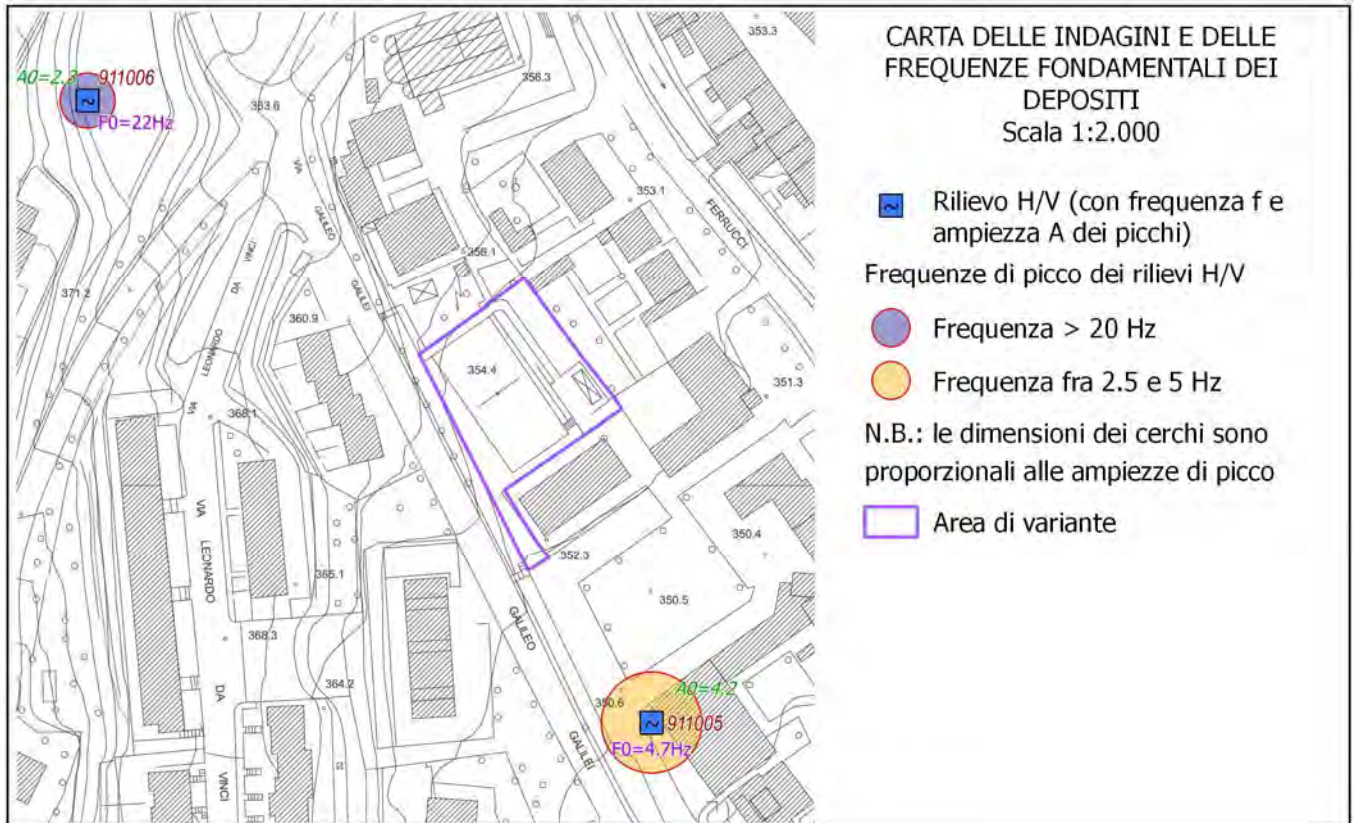 CARTA DELLE INDAGINI E DELLE
FREQUENZE FONDAMENTALI DEI
DEPOSITI
Scala 1:2.000
Rilievo H/V (con frequenza f e
ampiezza A dei picchi)
Frequenze di picco dei rilievi H/V
Frequenza > 20 Hz
Frequenza fra 2.5 e 5 Hz
N.B.: le dimensioni dei cerchi sono
proporzionali alle ampiezze di picco
Area di variante
353.3
A0=2.3
911006
F0=22Hz
356.3
363.6
VIA
GALILEO
GALILEI
353.1
FERRUCCI
356.1
371.2
VIA
LEONARDO
DA
VINCI
360.9
354.4
351.3
368.1
VIA
LEONARDO
DA
VINCI
350.4
352.3
365.1
350.5
368.3
GALILEO
GALILEI
364.2
350.6
A0=4.2
911005
F0=4.7Hz